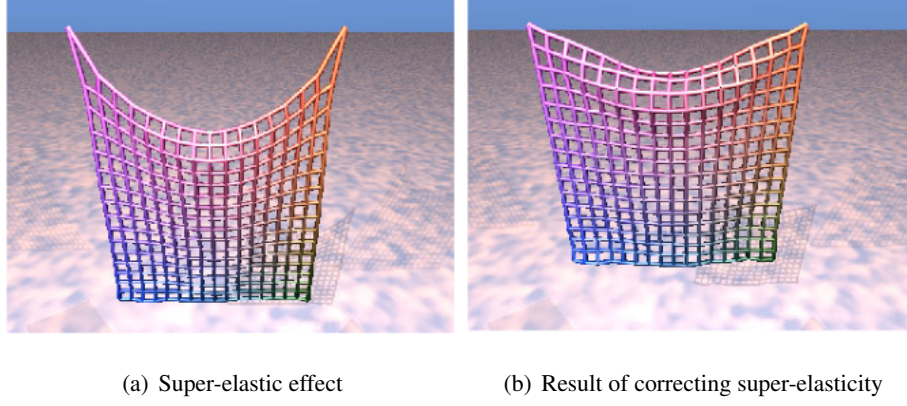 (a) Super-elastic effect
(b) Result of correcting super-elasticity